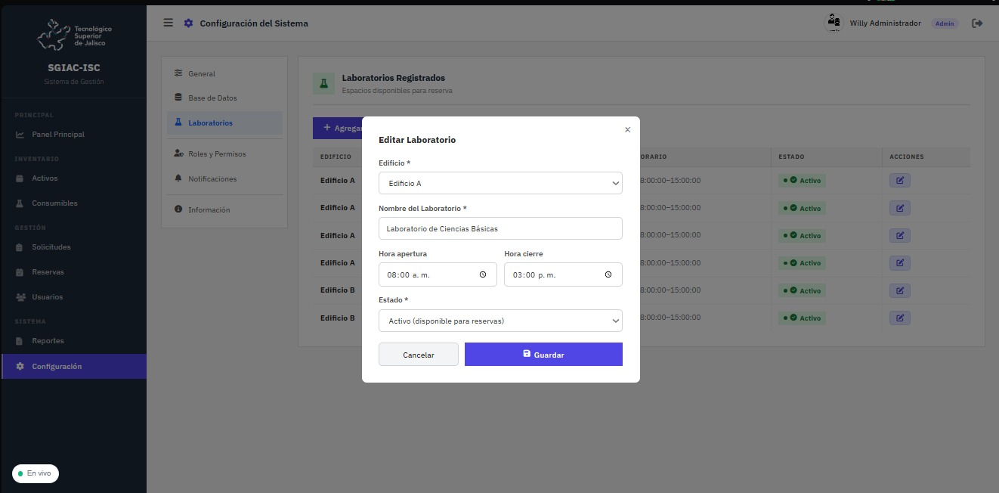 Tecnológico
Superior
de Jalisco
SGIAC-ISC
Sistema de Gestión
PRINCIPAL
Panel Principal
INVENTARIO
Activos
Consumibles
GESTIÓN
Solicitudes
Reservas
Usuarios
SISTEMA
Reportes
Configuración
En vivo
Configuración del Sistema
Willy Administrador
Admin
General
Base de Datos
Laboratorios
Roles y Permisos
Notificaciones
Información
Laboratorios Registrados
Espacios disponibles para reserva
+ Agrega
EDIFICIO
ORARIO
ESTADO
ACCIONES
Edificio A
8:00:00–15:00:00
Activo
Edificio A
8:00:00–15:00:00
Activo
Edificio A
8:00:00–15:00:00
Activo
Edificio A
8:00:00–15:00:00
Activo
Edificio B
8:00:00–15:00:00
Activo
Edificio B
8:00:00–15:00:00
Activo
Editar Laboratorio
×
Edificio *
Edificio A
Nombre del Laboratorio *
Laboratorio de Ciencias Básicas
Hora apertura
Hora cierre
08:00 a. m.
03:00 p. m.
Estado *
Activo (disponible para reservas)
Cancelar
Guardar